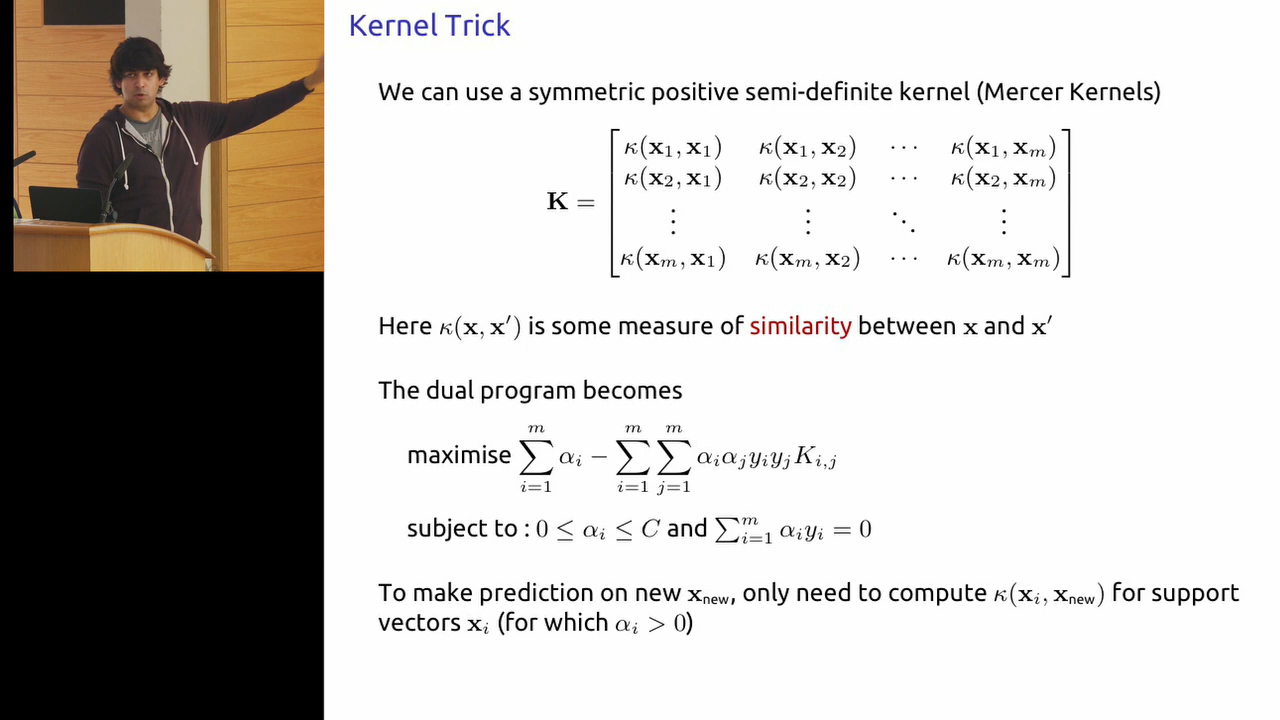 Kernel Trick
We can use a symmetric positive semi-definite kernel (Mercer Kernels)
K = [ κ(x₁, x₁) κ(x₁, x₂) ⋯ κ(x₁, xₘ)
κ(x₂, x₁) κ(x₂, x₂) ⋯ κ(x₂, xₘ)
⋮ ⋮ ⋱ ⋮
κ(xₘ, x₁) κ(xₘ, x₂) ⋯ κ(xₘ, xₘ) ]
Here κ(x, x′) is some measure of similarity between x and x′
The dual program becomes
maximise ∑_{i=1}^{m} αᵢ − ∑_{i=1}^{m} ∑_{j=1}^{m} αᵢαⱼyᵢyⱼK_{i,j}
subject to : 0 ≤ αᵢ ≤ C and ∑_{i=1}^{m} αᵢyᵢ = 0
To make prediction on new x_new, only need to compute κ(xᵢ, x_new) for support
vectors xᵢ (for which αᵢ > 0)